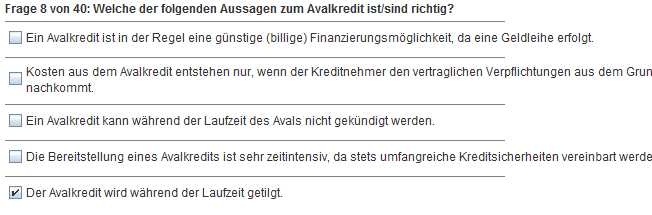 Frage 8 von 40: Welche der folgenden Aussagen zum Avalkredit ist/sind richtig?
Ein Avalkredit ist in der Regel eine günstige (billige) Finanzierungsmöglichkeit, da eine Geldleihe erfolgt.
Kosten aus dem Avalkredit entstehen nur, wenn der Kreditnehmer den vertraglichen Verpflichtungen aus dem Grun
nachkommt.
Ein Avalkredit kann während der Laufzeit des Avals nicht gekündigt werden.
Die Bereitstellung eines Avalkredits ist sehr zeitintensiv, da stets umfangreiche Kreditsicherheiten vereinbart werde
Der Avalkredit wird während der Laufzeit getilgt.